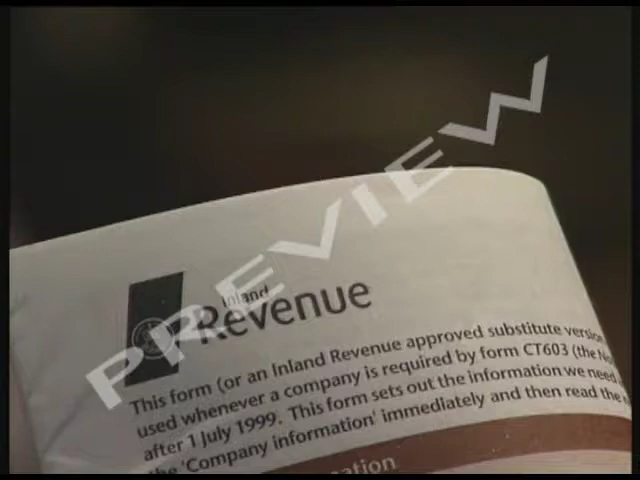 PREVIEW
Inland
Revenue
This form (or an Inland Revenue approved substitute version
used whenever a company is required by form CT603 (the
after 1 July 1999. This form sets out the information we need
the 'Company information' immediately and then read the